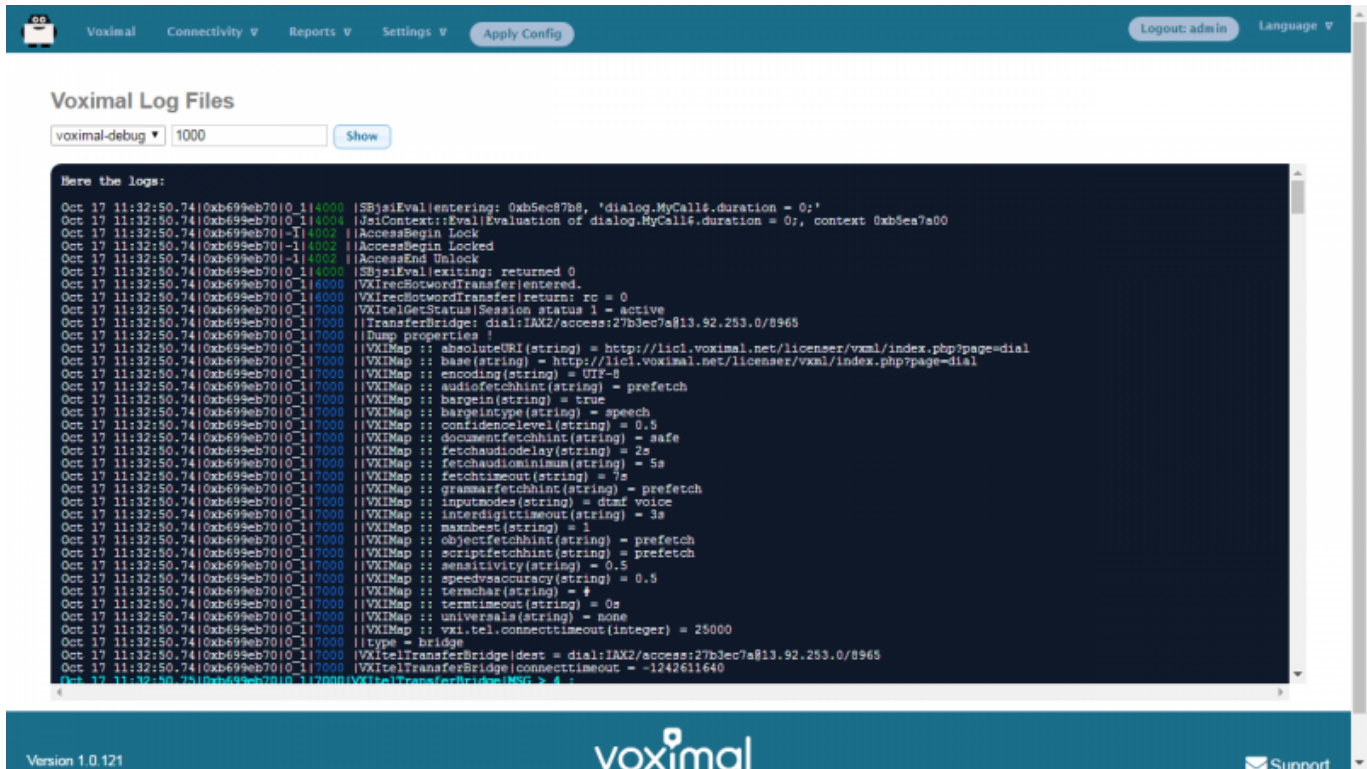 Voximal Connectivity ▽ Reports ▽ Settings ▽ Apply Config Logout: admin Language ▽
Voximal Log Files
voximal-debug ▼ 1000 Show
Here the logs:
Oct 17 11:32:50.74|0xb699eb70|0_1|4000 |SBjsiEval|entering: 0xb5ec87b8, 'dialog.MyCall$.duration = 0;'
Oct 17 11:32:50.74|0xb699eb70|0_1|4004 |JsiContext::Eval|Evaluation of dialog.MyCall$.duration = 0;, context 0xb5ea7a00
Oct 17 11:32:50.74|0xb699eb70|-1|4002 ||AccessBegin Lock
Oct 17 11:32:50.74|0xb699eb70|-1|4002 ||AccessBegin Locked
Oct 17 11:32:50.74|0xb699eb70|-1|4002 ||AccessEnd Unlock
Oct 17 11:32:50.74|0xb699eb70|0_1|4000 |SBjsiEval|exiting: returned 0
Oct 17 11:32:50.74|0xb699eb70|0_1|6000 |VXIrecHotwordTransfer|entered.
Oct 17 11:32:50.74|0xb699eb70|0_1|6000 |VXIrecHotwordTransfer|return: rc = 0
Oct 17 11:32:50.74|0xb699eb70|0_1|7000 |VXItelGetStatus|Session status 1 - active
Oct 17 11:32:50.74|0xb699eb70|0_1|7000 ||TransferBridge: dial:IAX2/access:27b3ec7a@13.92.253.0/8965
Oct 17 11:32:50.74|0xb699eb70|0_1|7000 ||Dump properties !
Oct 17 11:32:50.74|0xb699eb70|0_1|7000 ||VXIMap :: absoluteURI(string) = http://lic1.voximal.net/licenser/vxml/index.php?page=dial
Oct 17 11:32:50.74|0xb699eb70|0_1|7000 ||VXIMap :: base(string) = http://lic1.voximal.net/licenser/vxml/index.php?page=dial
Oct 17 11:32:50.74|0xb699eb70|0_1|7000 ||VXIMap :: encoding(string) = UTF-8
Oct 17 11:32:50.74|0xb699eb70|0_1|7000 ||VXIMap :: audiofetchhint(string) = prefetch
Oct 17 11:32:50.74|0xb699eb70|0_1|7000 ||VXIMap :: bargein(string) = true
Oct 17 11:32:50.74|0xb699eb70|0_1|7000 ||VXIMap :: bargeintype(string) = speech
Oct 17 11:32:50.74|0xb699eb70|0_1|7000 ||VXIMap :: confidencelevel(string) = 0.5
Oct 17 11:32:50.74|0xb699eb70|0_1|7000 ||VXIMap :: documentfetchhint(string) = safe
Oct 17 11:32:50.74|0xb699eb70|0_1|7000 ||VXIMap :: fetchaudiodelay(string) = 2s
Oct 17 11:32:50.74|0xb699eb70|0_1|7000 ||VXIMap :: fetchaudiominimum(string) = 5s
Oct 17 11:32:50.74|0xb699eb70|0_1|7000 ||VXIMap :: fetchtimeout(string) = 7s
Oct 17 11:32:50.74|0xb699eb70|0_1|7000 ||VXIMap :: grammarfetchhint(string) = prefetch
Oct 17 11:32:50.74|0xb699eb70|0_1|7000 ||VXIMap :: inputmodes(string) = dtmf voice
Oct 17 11:32:50.74|0xb699eb70|0_1|7000 ||VXIMap :: interdigittimeout(string) = 3s
Oct 17 11:32:50.74|0xb699eb70|0_1|7000 ||VXIMap :: maxnbest(string) = 1
Oct 17 11:32:50.74|0xb699eb70|0_1|7000 ||VXIMap :: objectfetchhint(string) = prefetch
Oct 17 11:32:50.74|0xb699eb70|0_1|7000 ||VXIMap :: scriptfetchhint(string) = prefetch
Oct 17 11:32:50.74|0xb699eb70|0_1|7000 ||VXIMap :: sensitivity(string) = 0.5
Oct 17 11:32:50.74|0xb699eb70|0_1|7000 ||VXIMap :: speedvsaccuracy(string) = 0.5
Oct 17 11:32:50.74|0xb699eb70|0_1|7000 ||VXIMap :: termchar(string) = #
Oct 17 11:32:50.74|0xb699eb70|0_1|7000 ||VXIMap :: termtimeout(string) = 0s
Oct 17 11:32:50.74|0xb699eb70|0_1|7000 ||VXIMap :: universals(string) = none
Oct 17 11:32:50.74|0xb699eb70|0_1|7000 ||VXIMap :: vxi.tel.connecttimeout(integer) = 25000
Oct 17 11:32:50.74|0xb699eb70|0_1|7000 ||type = bridge
Oct 17 11:32:50.74|0xb699eb70|0_1|7000 |VXItelTransferBridge|dest = dial:IAX2/access:27b3ec7a@13.92.253.0/8965
Oct 17 11:32:50.74|0xb699eb70|0_1|7000 |VXItelTransferBridge|connecttimeout = -1242611640
Oct 17 11:32:50.75|0xb699eb70|0_1|7000|VXItelTransferBridge|MSG > 4 :
Version 1.0.121 voximal Support